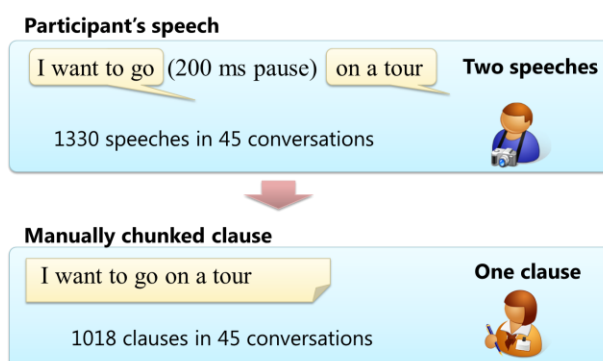 Participant's speech
I want to go (200 ms pause) on a tour Two speeches
1330 speeches in 45 conversations
Manually chunked clause
I want to go on a tour One clause
1018 clauses in 45 conversations